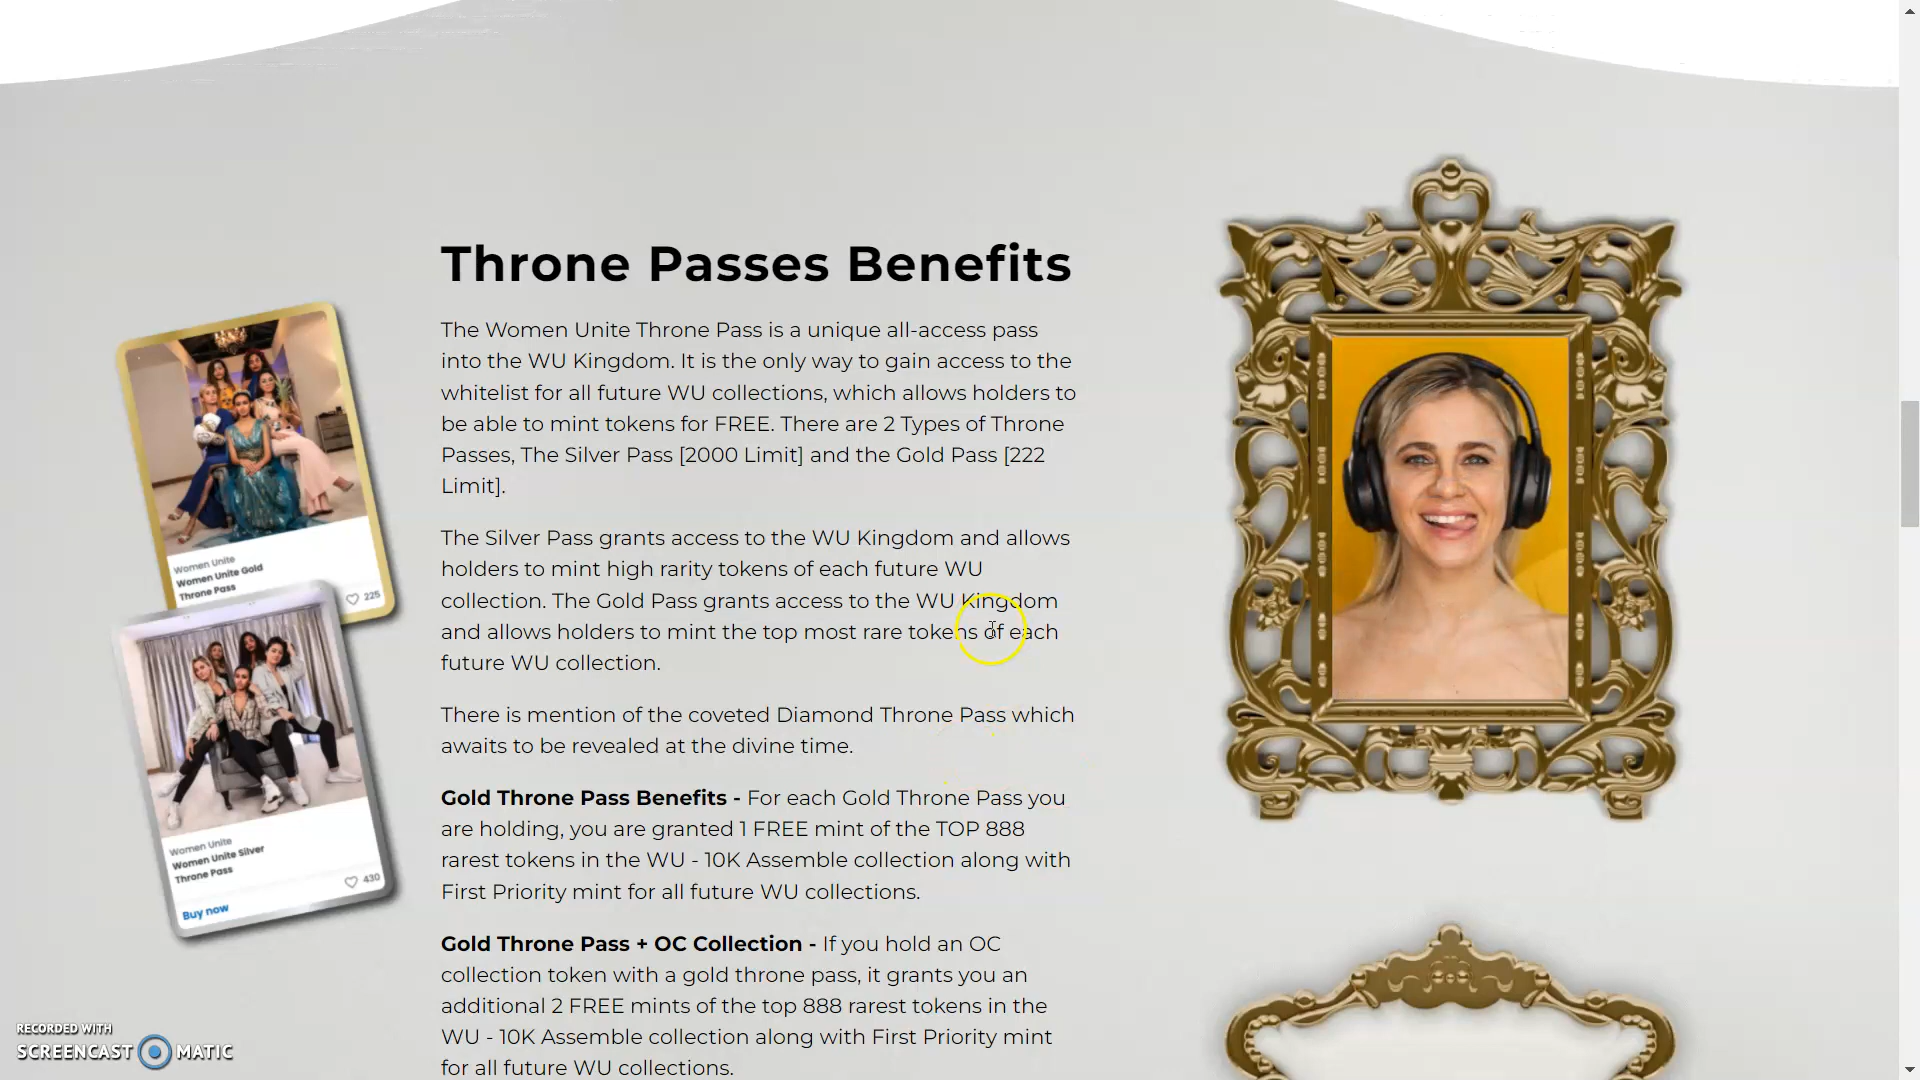 Throne Passes Benefits
The Women Unite Throne Pass is a unique all-access pass
into the WU Kingdom. It is the only way to gain access to the
whitelist for all future WU collections, which allows holders to
be able to mint tokens for FREE. There are 2 Types of Throne
Passes, The Silver Pass [2000 Limit] and the Gold Pass [222
Limit].
The Silver Pass grants access to the WU Kingdom and allows
holders to mint high rarity tokens of each future WU
collection. The Gold Pass grants access to the WU Kingdom
and allows holders to mint the top most rare tokens of each
future WU collection.
There is mention of the coveted Diamond Throne Pass which
awaits to be revealed at the divine time.
Gold Throne Pass Benefits - For each Gold Throne Pass you
are holding, you are granted 1 FREE mint of the TOP 888
rarest tokens in the WU - 10K Assemble collection along with
First Priority mint for all future WU collections.
Gold Throne Pass + OC Collection - If you hold an OC
collection token with a gold throne pass, it grants you an
additional 2 FREE mints of the top 888 rarest tokens in the
WU - 10K Assemble collection along with First Priority mint
for all future WU collections.
Women Unite
Women Unite Gold
Throne Pass
225
Women Unite
Women Unite Silver
Throne Pass
430
Buy now
RECORDED WITH
SCREENCAST MATIC